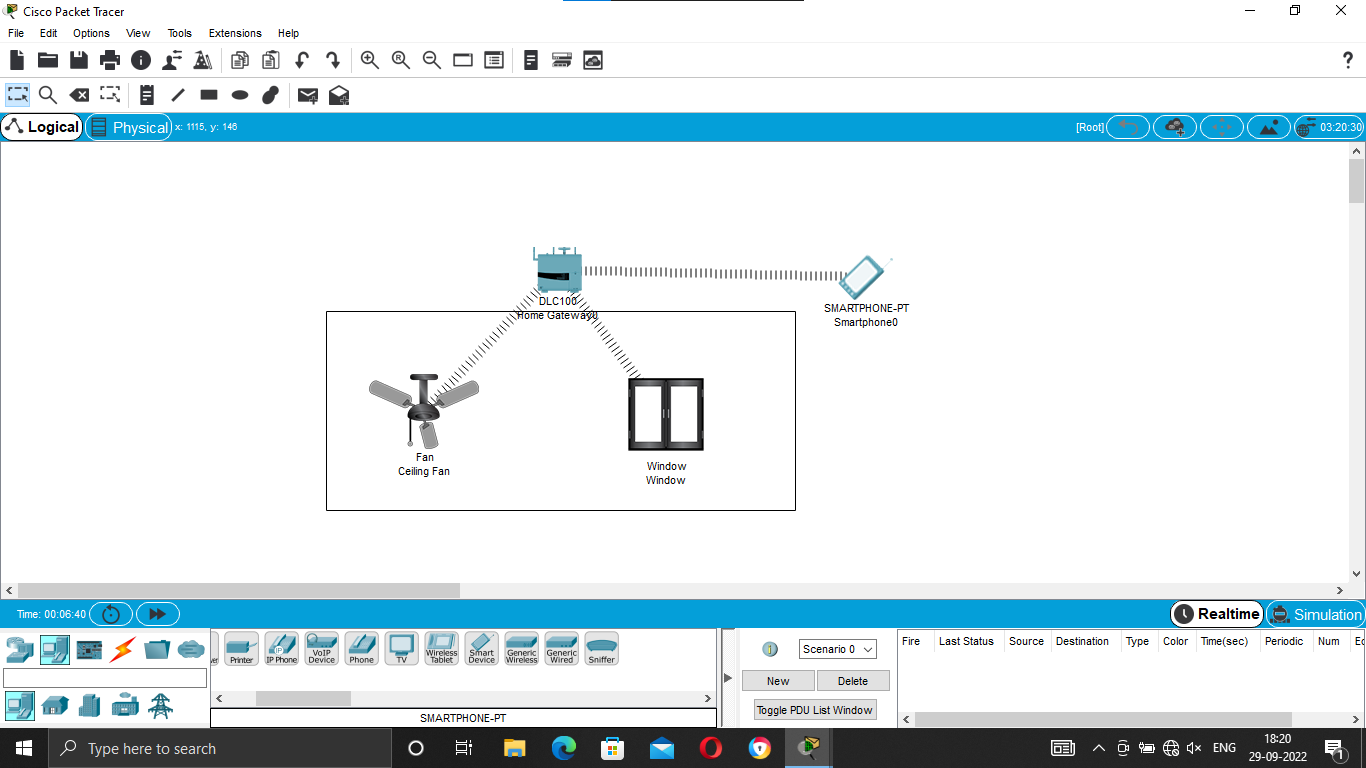 Cisco Packet Tracer
File Edit Options View Tools Extensions Help
Logical Physical x: 1115, y: 146 [Root] 03:20:30
DLC100
Home Gateway0
SMARTPHONE-PT
Smartphone0
Fan
Ceiling Fan
Window
Window
Time: 00:06:40 Realtime Simulation
Printer IP Phone VoIP Device Phone TV Wireless Tablet Smart Device Generic Wireless Generic Wired Sniffer
SMARTPHONE-PT
Scenario 0
New Delete
Toggle PDU List Window
Fire Last Status Source Destination Type Color Time(sec) Periodic Num
Type here to search
ENG
18:20
29-09-2022
1